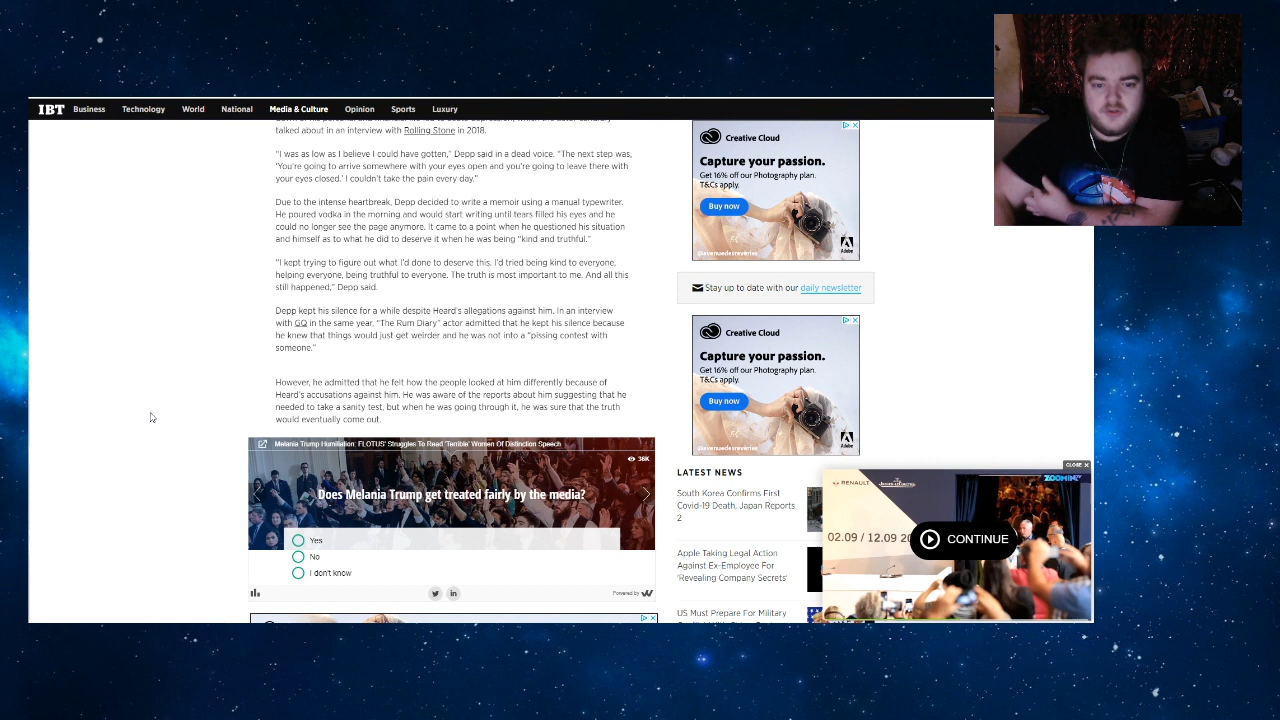 IBT Business Technology World National Media & Culture Opinion Sports Luxury
talked about in an interview with Rolling Stone in 2018.
"I was as low as I believe I could have gotten," Depp said in a dead voice. "The next step was,
'You're going to arrive somewhere with your eyes open and you're going to leave there with
your eyes closed.' I couldn't take the pain every day."
Due to the intense heartbreak, Depp decided to write a memoir using a manual typewriter.
He poured vodka in the morning and would start writing until tears filled his eyes and he
could no longer see the page anymore. It came to a point when he questioned his situation
and himself as to what he did to deserve it when he was being "kind and truthful."
"I kept trying to figure out what I'd done to deserve this. I'd tried being kind to everyone,
helping everyone, being truthful to everyone. The truth is most important to me. And all this
still happened," Depp said.
Depp kept his silence for a while despite Heard's allegations against him. In an interview
with GQ in the same year, "The Rum Diary" actor admitted that he kept his silence because
he knew that things would just get weirder and he was not into a "pissing contest with
someone."
However, he admitted that he felt how the people looked at him differently because of
Heard's accusations against him. He was aware of the reports about him suggesting that he
needed to take a sanity test, but when he was going through it, he was sure that the truth
would eventually come out.
Melania Trump Humiliation: FLOTUS' Struggles To Read 'Terrible' Women Of Distinction Speech
36K
Does Melania Trump get treated fairly by the media?
Yes
No
I don't know
Powered by
Creative Cloud
Capture your passion.
Get 16% off our Photography plan.
T&Cs apply.
Buy now
@avenuedesreveries
Adobe
Stay up to date with our daily newsletter
Creative Cloud
Capture your passion.
Get 16% off our Photography plan.
T&Cs apply.
Buy now
@avenuedesreveries
Adobe
LATEST NEWS
South Korea Confirms First
Covid-19 Death, Japan Reports
2
Apple Taking Legal Action
Against Ex-Employee For
'Revealing Company Secrets'
US Must Prepare For Military
CLOSE X
RENAULT
ZOOMIN
02.09 / 12.09 20
CONTINUE